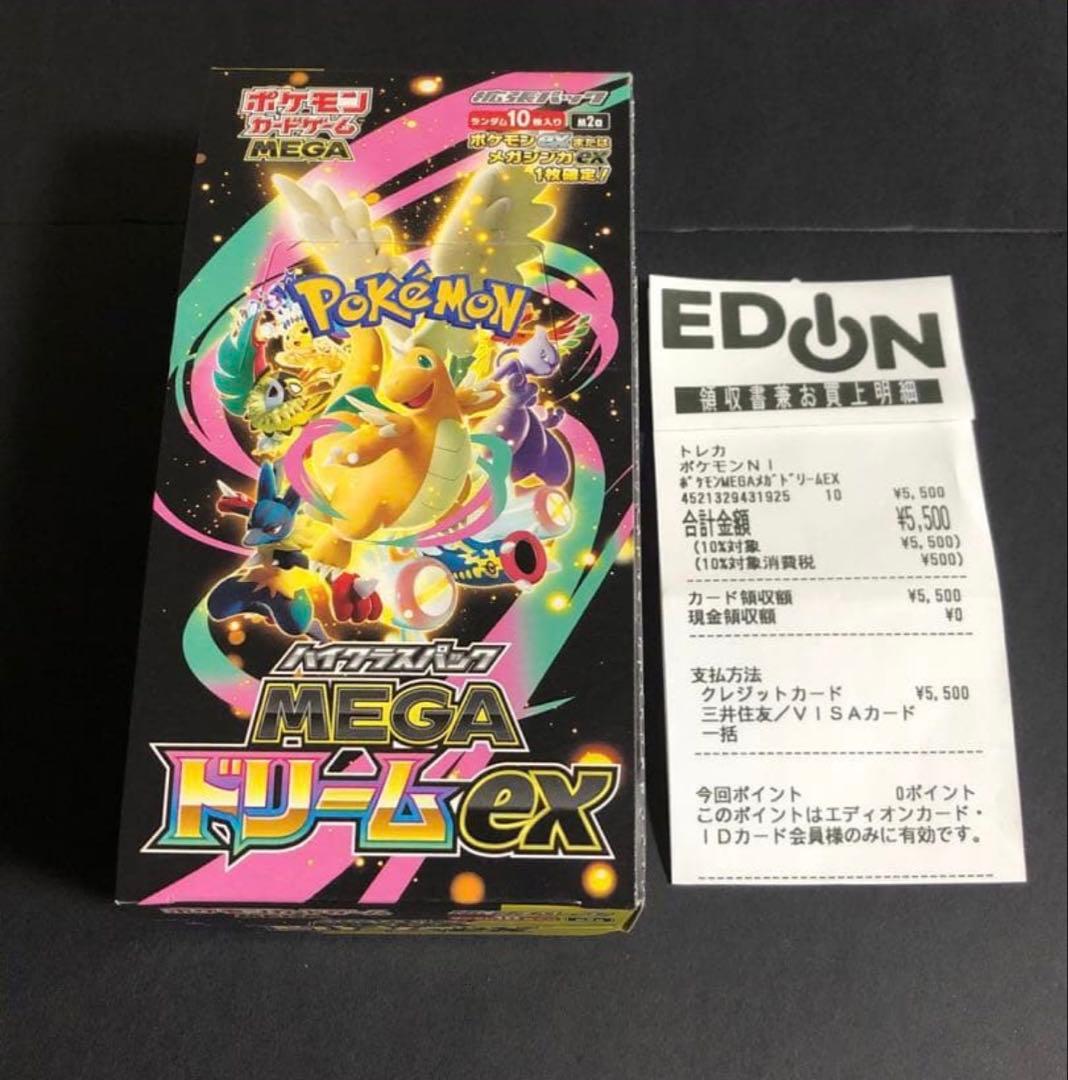 ポケモン
カードゲーム
MEGA
拡張パック
ランダム10枚入り M2a
ポケモンexまたは
メガシンカex
1枚確定!
POKéMON
ハイクラスパック
MEGA
ドリームex
EDION
領収書兼お買上明細
トレカ
ポケモンNI
ポケモンMEGAメガドリームEX
4521329431925 10 ¥5,500
合計金額 ¥5,500
(10%対象 ¥5,500)
(10%対象消費税 ¥500)
カード領収額 ¥5,500
現金領収額 ¥0
支払方法
クレジットカード ¥5,500
三井住友/VISAカード
一括
今回ポイント 0ポイント
このポイントはエディオンカード・
IDカード会員様のみに有効です。